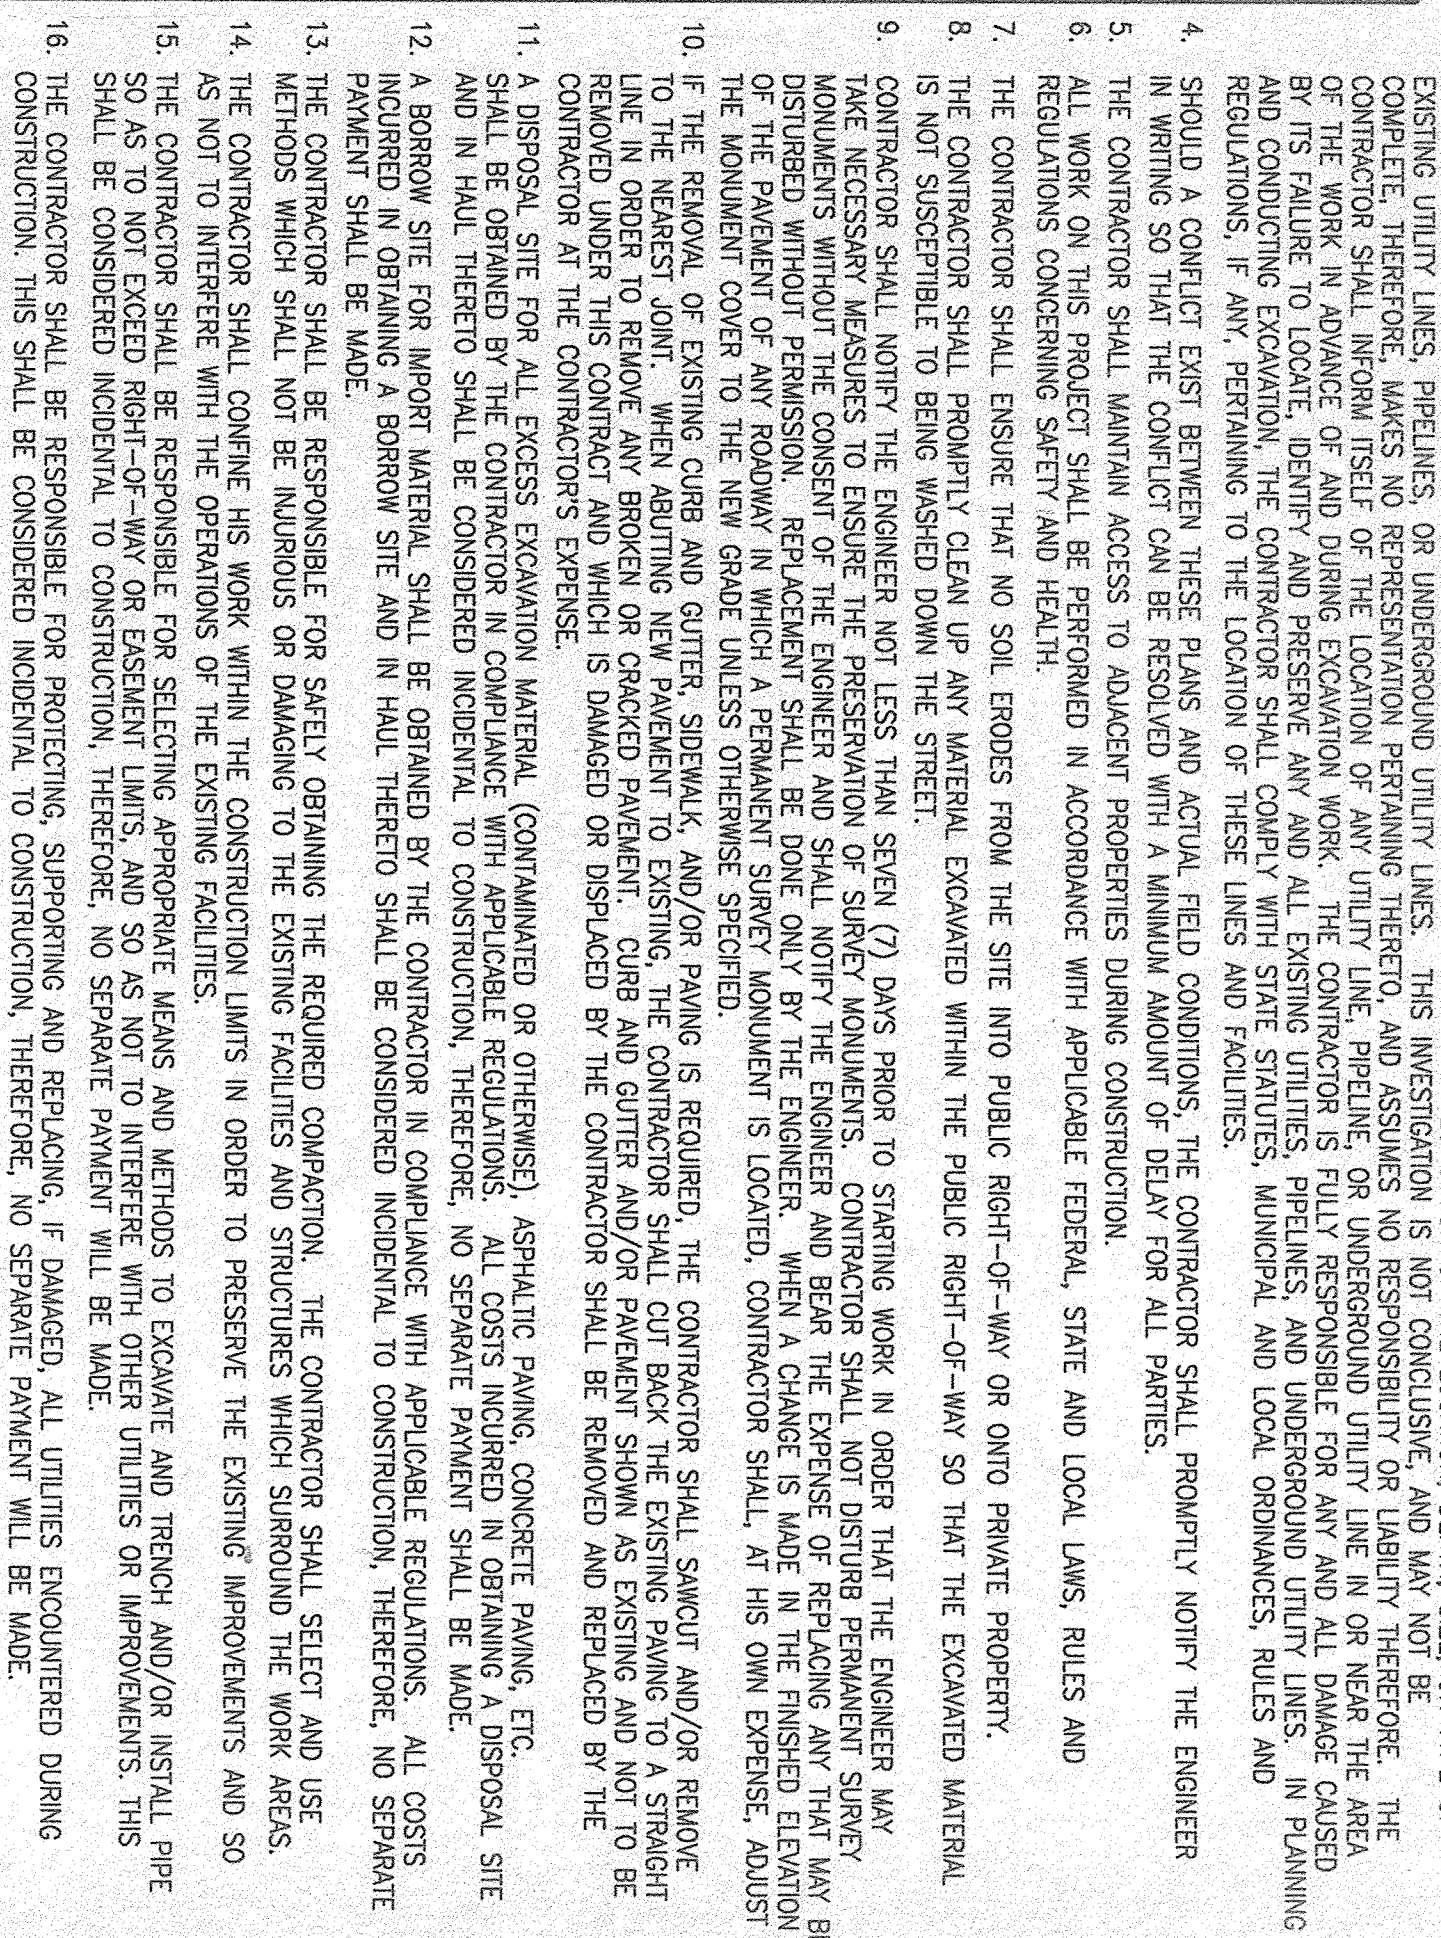 EXISTING UTILITY LINES, PIPELINES, OR UNDERGROUND UTILITY LINES. THIS INVESTIGATION IS NOT CONCLUSIVE, AND MAY NOT BE
COMPLETE, THEREFORE, MAKES NO REPRESENTATION PERTAINING THERETO, AND ASSUMES NO RESPONSIBILITY OR LIABILITY THEREFORE. THE
CONTRACTOR SHALL INFORM ITSELF OF THE LOCATION OF ANY UTILITY LINE, PIPELINE, OR UNDERGROUND UTILITY LINE IN OR NEAR THE AREA
OF THE WORK IN ADVANCE OF AND DURING EXCAVATION WORK. THE CONTRACTOR IS FULLY RESPONSIBLE FOR ANY AND ALL DAMAGE CAUSED
BY ITS FAILURE TO LOCATE, IDENTIFY AND PRESERVE ANY AND ALL EXISTING UTILITIES, PIPELINES, AND UNDERGROUND UTILITY LINES. IN PLANNING
AND CONDUCTING EXCAVATION, THE CONTRACTOR SHALL COMPLY WITH STATE STATUTES, MUNICIPAL AND LOCAL ORDINANCES, RULES AND
REGULATIONS, IF ANY, PERTAINING TO THE LOCATION OF THESE LINES AND FACILITIES.
4. SHOULD A CONFLICT EXIST BETWEEN THESE PLANS AND ACTUAL FIELD CONDITIONS, THE CONTRACTOR SHALL PROMPTLY NOTIFY THE ENGINEER
IN WRITING SO THAT THE CONFLICT CAN BE RESOLVED WITH A MINIMUM AMOUNT OF DELAY FOR ALL PARTIES.
5. THE CONTRACTOR SHALL MAINTAIN ACCESS TO ADJACENT PROPERTIES DURING CONSTRUCTION.
6. ALL WORK ON THIS PROJECT SHALL BE PERFORMED IN ACCORDANCE WITH APPLICABLE FEDERAL, STATE AND LOCAL LAWS, RULES AND
REGULATIONS CONCERNING SAFETY AND HEALTH.
7. THE CONTRACTOR SHALL ENSURE THAT NO SOIL ERODES FROM THE SITE INTO PUBLIC RIGHT-OF-WAY OR ONTO PRIVATE PROPERTY.
8. THE CONTRACTOR SHALL PROMPTLY CLEAN UP ANY MATERIAL EXCAVATED WITHIN THE PUBLIC RIGHT-OF-WAY SO THAT THE EXCAVATED MATERIAL
IS NOT SUSCEPTIBLE TO BEING WASHED DOWN THE STREET.
9. CONTRACTOR SHALL NOTIFY THE ENGINEER NOT LESS THAN SEVEN (7) DAYS PRIOR TO STARTING WORK IN ORDER THAT THE ENGINEER MAY
TAKE NECESSARY MEASURES TO ENSURE THE PRESERVATION OF SURVEY MONUMENTS. CONTRACTOR SHALL NOT DISTURB PERMANENT SURVEY
MONUMENTS WITHOUT THE CONSENT OF THE ENGINEER AND SHALL NOTIFY THE ENGINEER AND BEAR THE EXPENSE OF REPLACING ANY THAT MAY BE
DISTURBED WITHOUT PERMISSION. REPLACEMENT SHALL BE DONE ONLY BY THE ENGINEER. WHEN A CHANGE IS MADE IN THE FINISHED ELEVATION
OF THE PAVEMENT OF ANY ROADWAY IN WHICH A PERMANENT SURVEY MONUMENT IS LOCATED, CONTRACTOR SHALL, AT HIS OWN EXPENSE, ADJUST
THE MONUMENT COVER TO THE NEW GRADE UNLESS OTHERWISE SPECIFIED.
10. IF THE REMOVAL OF EXISTING CURB AND GUTTER, SIDEWALK, AND/OR PAVING IS REQUIRED, THE CONTRACTOR SHALL SAWCUT AND/OR REMOVE
TO THE NEAREST JOINT. WHEN ABUTTING NEW PAVEMENT TO EXISTING, THE CONTRACTOR SHALL CUT BACK THE EXISTING PAVING TO A STRAIGHT
LINE IN ORDER TO REMOVE ANY BROKEN OR CRACKED PAVEMENT. CURB AND GUTTER AND/OR PAVEMENT SHOWN AS EXISTING AND NOT TO BE
REMOVED UNDER THIS CONTRACT AND WHICH IS DAMAGED OR DISPLACED BY THE CONTRACTOR SHALL BE REMOVED AND REPLACED BY THE
CONTRACTOR AT THE CONTRACTOR'S EXPENSE.
11. A DISPOSAL SITE FOR ALL EXCESS EXCAVATION MATERIAL (CONTAMINATED OR OTHERWISE), ASPHALTIC PAVING, CONCRETE PAVING, ETC.
SHALL BE OBTAINED BY THE CONTRACTOR IN COMPLIANCE WITH APPLICABLE REGULATIONS. ALL COSTS INCURRED IN OBTAINING A DISPOSAL SITE
AND IN HAUL THERETO SHALL BE CONSIDERED INCIDENTAL TO CONSTRUCTION, THEREFORE, NO SEPARATE PAYMENT SHALL BE MADE.
12. A BORROW SITE FOR IMPORT MATERIAL SHALL BE OBTAINED BY THE CONTRACTOR IN COMPLIANCE WITH APPLICABLE REGULATIONS. ALL COSTS
INCURRED IN OBTAINING A BORROW SITE AND IN HAUL THERETO SHALL BE CONSIDERED INCIDENTAL TO CONSTRUCTION, THEREFORE, NO SEPARATE
PAYMENT SHALL BE MADE.
13. THE CONTRACTOR SHALL BE RESPONSIBLE FOR SAFELY OBTAINING THE REQUIRED COMPACTION. THE CONTRACTOR SHALL SELECT AND USE
METHODS WHICH SHALL NOT BE INJURIOUS OR DAMAGING TO THE EXISTING FACILITIES AND STRUCTURES WHICH SURROUND THE WORK AREAS.
14. THE CONTRACTOR SHALL CONFINE HIS WORK WITHIN THE CONSTRUCTION LIMITS IN ORDER TO PRESERVE THE EXISTING IMPROVEMENTS AND SO
AS NOT TO INTERFERE WITH THE OPERATIONS OF THE EXISTING FACILITIES.
15. THE CONTRACTOR SHALL BE RESPONSIBLE FOR SELECTING APPROPRIATE MEANS AND METHODS TO EXCAVATE AND TRENCH AND/OR INSTALL PIPE
SO AS TO NOT EXCEED RIGHT-OF-WAY OR EASEMENT LIMITS, AND SO AS NOT TO INTERFERE WITH OTHER UTILITIES OR IMPROVEMENTS. THIS
SHALL BE CONSIDERED INCIDENTAL TO CONSTRUCTION, THEREFORE, NO SEPARATE PAYMENT WILL BE MADE.
16. THE CONTRACTOR SHALL BE RESPONSIBLE FOR PROTECTING, SUPPORTING AND REPLACING, IF DAMAGED, ALL UTILITIES ENCOUNTERED DURING
CONSTRUCTION. THIS SHALL BE CONSIDERED INCIDENTAL TO CONSTRUCTION, THEREFORE, NO SEPARATE PAYMENT WILL BE MADE.